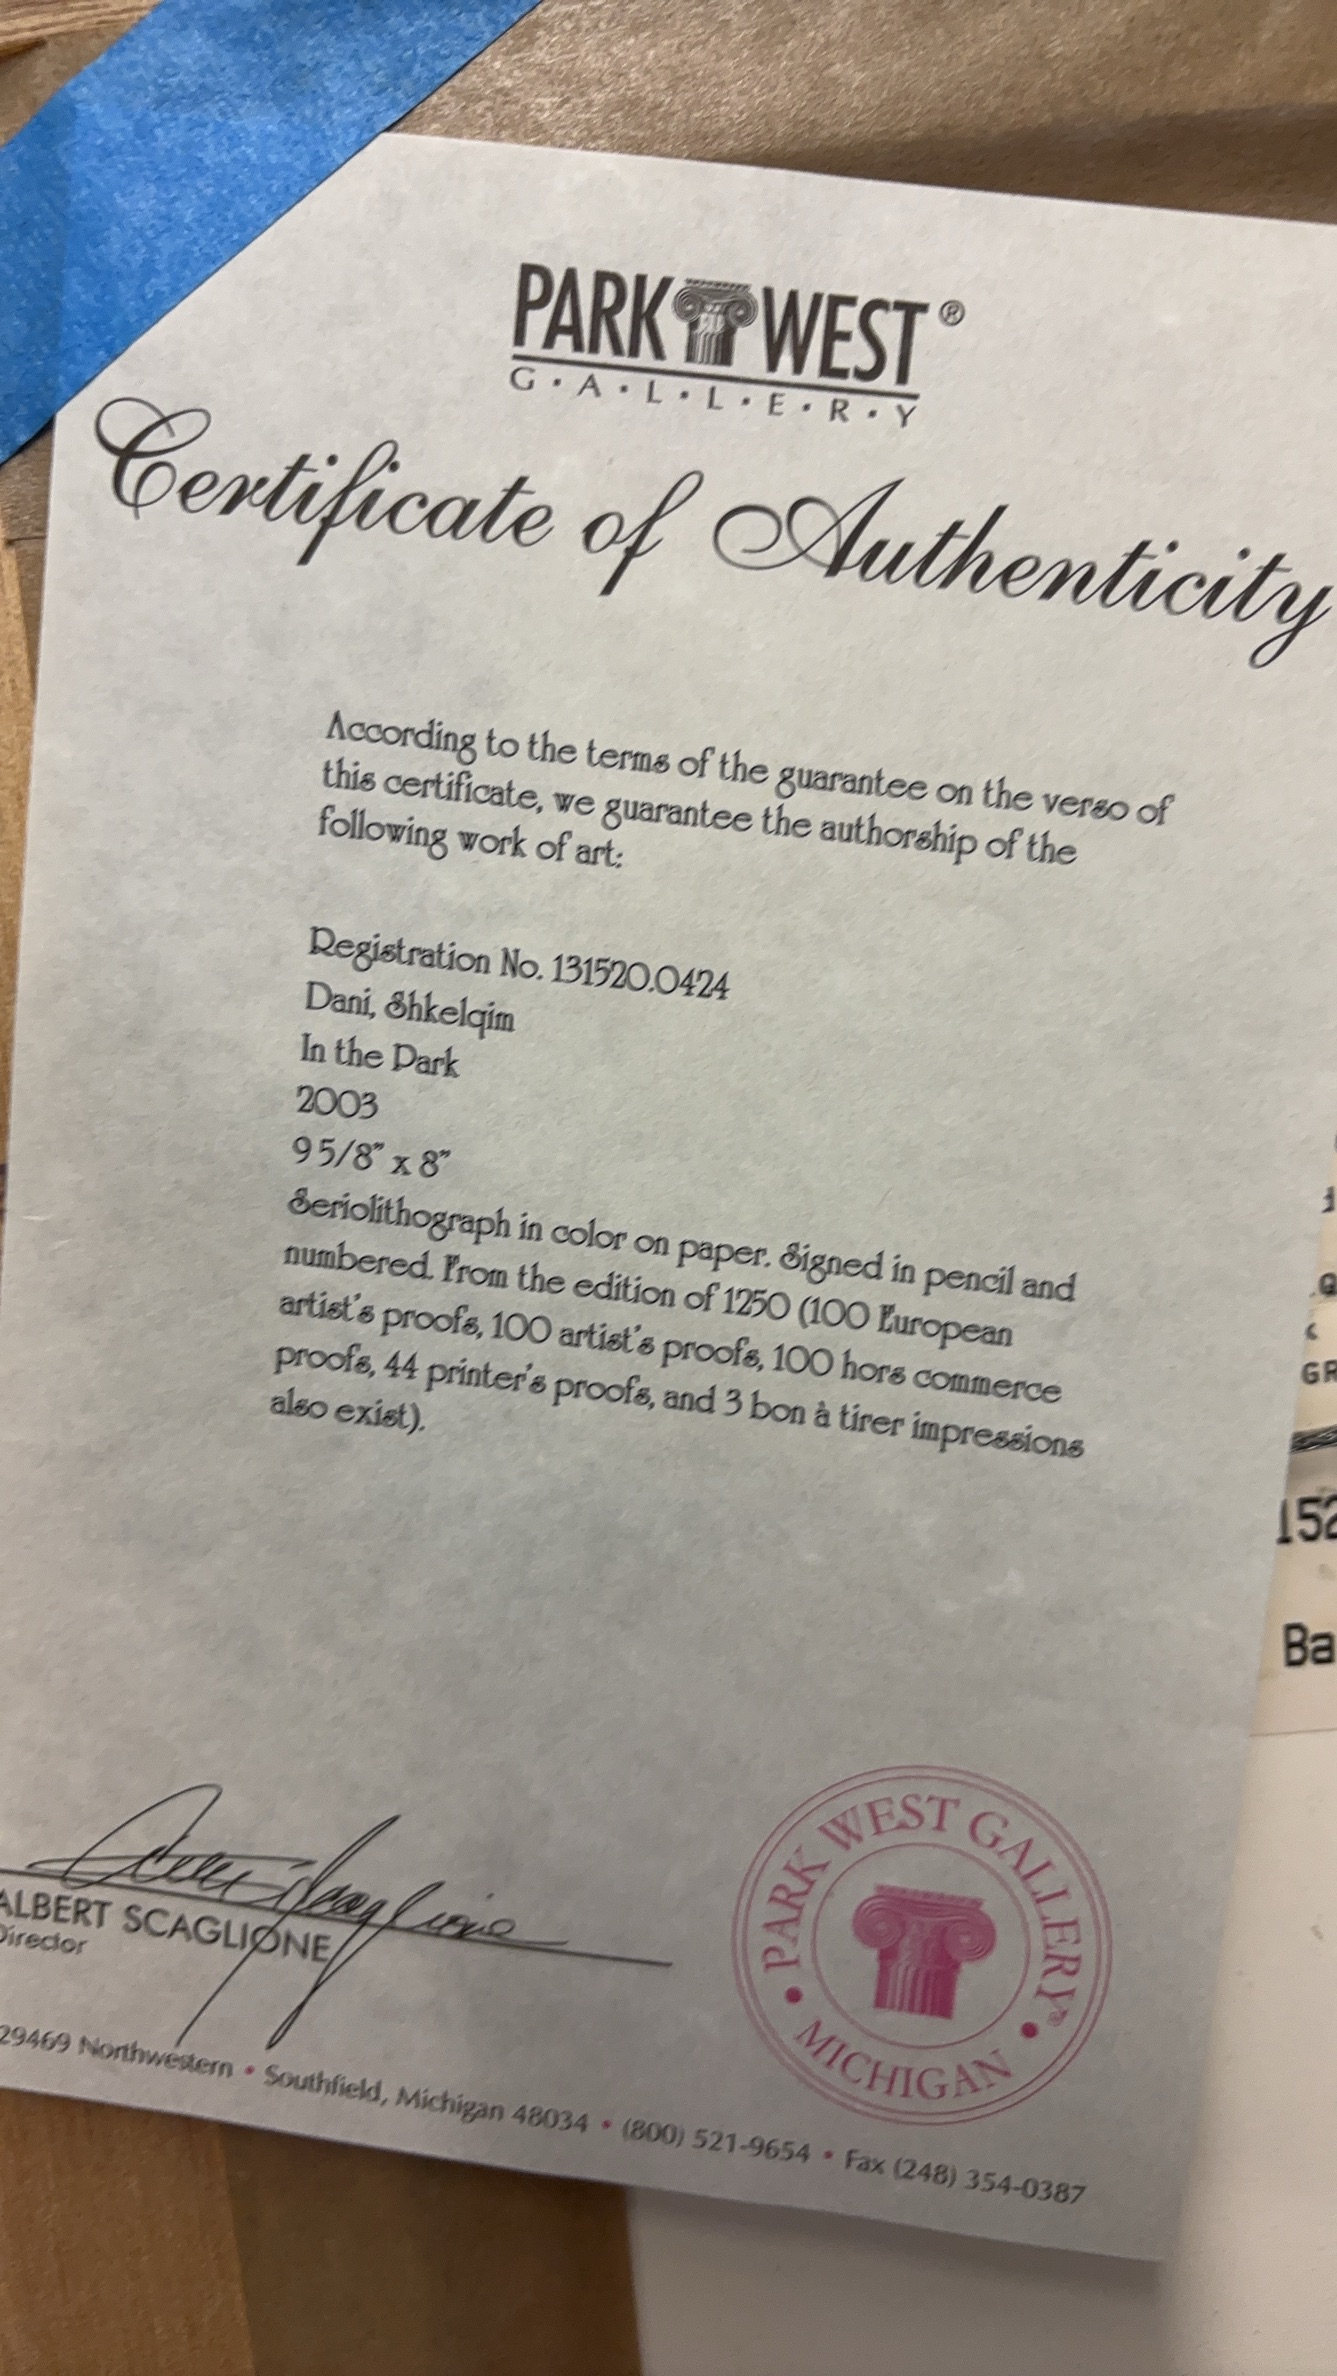 PARK WEST®
G·A·L·L·E·R·Y
Certificate of Authenticity
According to the terms of the guarantee on the verso of
this certificate, we guarantee the authorship of the
following work of art:
Registration No. 131520.0424
Dani, Shkelqim
In the Park
2003
9 5/8” x 8”
Seriolithograph in color on paper. Signed in pencil and
numbered. From the edition of 1250 (100 European
artist's proofs, 100 artist's proofs, 100 hors commerce
proofs, 44 printer's proofs, and 3 bon à tirer impressions
also exist).
ALBERT SCAGLIONE
Director
PARK WEST GALLERY®
• MICHIGAN •
29469 Northwestern • Southfield, Michigan 48034 • (800) 521-9654 • Fax (248) 354-0387
GR
152
Ba